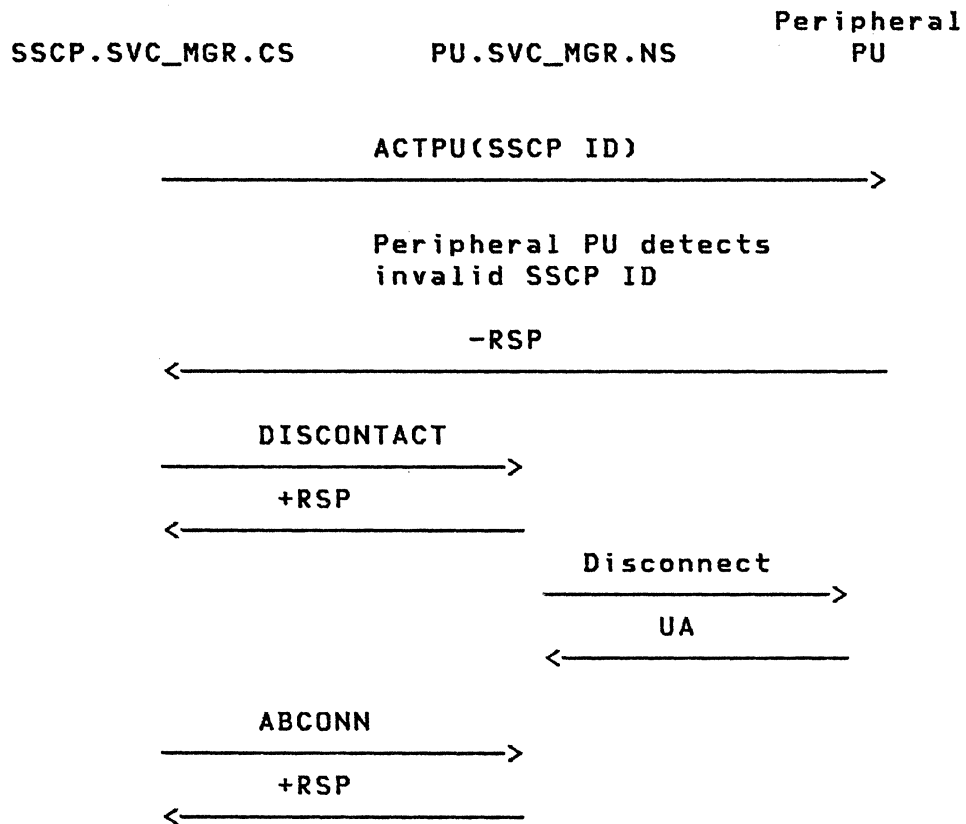 Peripheral
SSCP.SVC_MGR.CS PU.SVC_MGR.NS PU
ACTPU(SSCP ID)
Peripheral PU detects
invalid SSCP ID
-RSP
DISCONTACT
+RSP
Disconnect
UA
ABCONN
+RSP